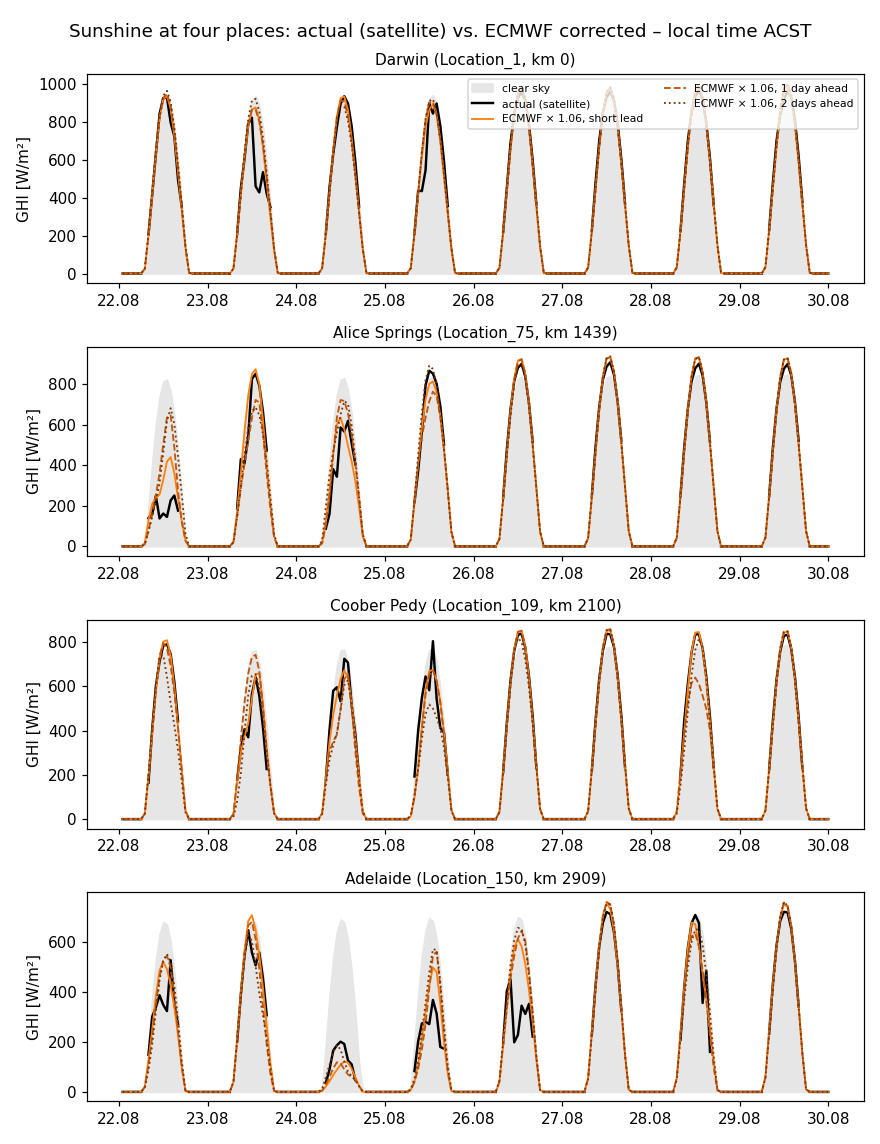 Sunshine at four places: actual (satellite) vs. ECMWF corrected – local time ACST
Darwin (Location_1, km 0)
clear sky
actual (satellite)
ECMWF × 1.06, short lead
ECMWF × 1.06, 1 day ahead
ECMWF × 1.06, 2 days ahead
GHI [W/m²]
1000
800
600
400
200
0
22.08 23.08 24.08 25.08 26.08 27.08 28.08 29.08 30.08
Alice Springs (Location_75, km 1439)
GHI [W/m²]
800
600
400
200
0
22.08 23.08 24.08 25.08 26.08 27.08 28.08 29.08 30.08
Coober Pedy (Location_109, km 2100)
GHI [W/m²]
800
600
400
200
0
22.08 23.08 24.08 25.08 26.08 27.08 28.08 29.08 30.08
Adelaide (Location_150, km 2909)
GHI [W/m²]
600
400
200
0
22.08 23.08 24.08 25.08 26.08 27.08 28.08 29.08 30.08